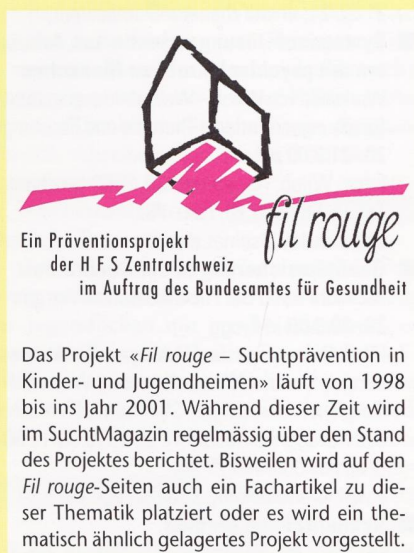 fil rouge
Ein Präventionsprojekt
der H F S Zentralschweiz
im Auftrag des Bundesamtes für Gesundheit
Das Projekt «Fil rouge – Suchtprävention in
Kinder- und Jugendheimen» läuft von 1998
bis ins Jahr 2001. Während dieser Zeit wird
im SuchtMagazin regelmässig über den Stand
des Projektes berichtet. Bisweilen wird auf den
Fil rouge-Seiten auch ein Fachartikel zu die-
ser Thematik platziert oder es wird ein the-
matisch ähnlich gelagertes Projekt vorgestellt.